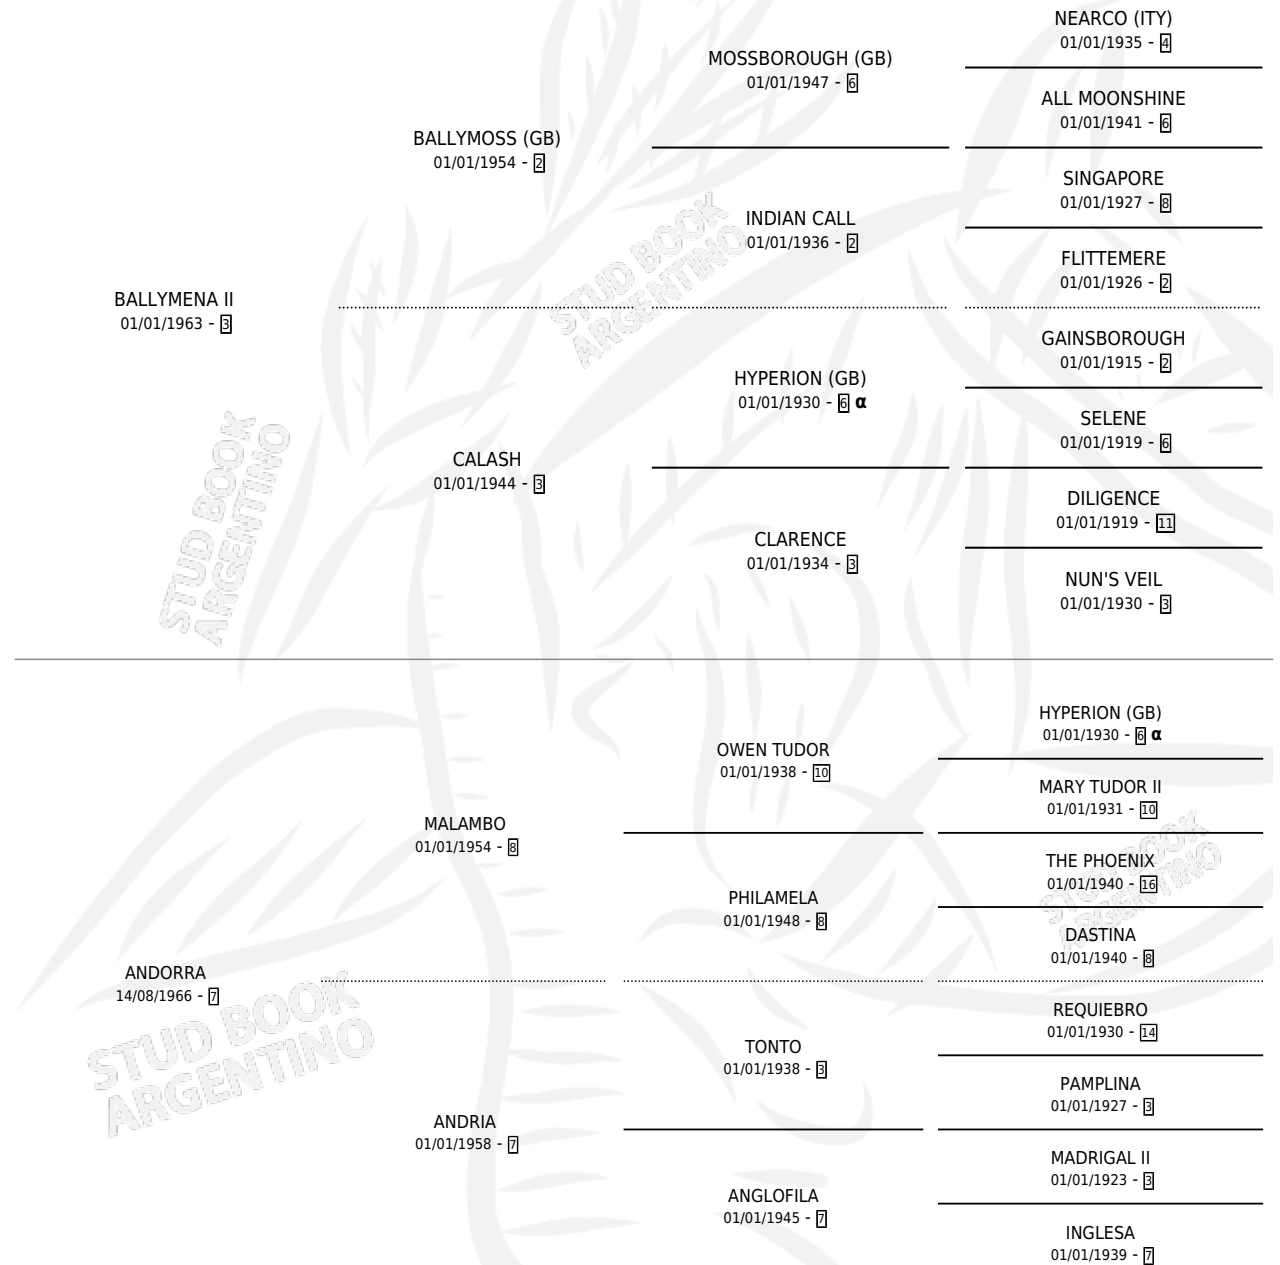 NEARCO (ITY)
01/01/1935 - 4
MOSSBOROUGH (GB)
01/01/1947 - 6
ALL MOONSHINE
01/01/1941 - 6
BALLYMOSS (GB)
01/01/1954 - 2
SINGAPORE
01/01/1927 - 8
INDIAN CALL
01/01/1936 - 2
FLITTEMERE
01/01/1926 - 2
BALLYMENA II
01/01/1963 - 3
GAINSBOROUGH
01/01/1915 - 2
HYPERION (GB)
01/01/1930 - 6 α
SELENE
01/01/1919 - 6
CALASH
01/01/1944 - 3
DILIGENCE
01/01/1919 - 11
CLARENCE
01/01/1934 - 3
NUN'S VEIL
01/01/1930 - 3
HYPERION (GB)
01/01/1930 - 6 α
OWEN TUDOR
01/01/1938 - 10
MARY TUDOR II
01/01/1931 - 10
MALAMBO
01/01/1954 - 8
THE PHOENIX
01/01/1940 - 16
PHILAMELA
01/01/1948 - 8
DASTINA
01/01/1940 - 8
ANDORRA
14/08/1966 - 7
REQUIEBRO
01/01/1930 - 14
TONTO
01/01/1938 - 3
PAMPLINA
01/01/1927 - 3
ANDRIA
01/01/1958 - 7
MADRIGAL II
01/01/1923 - 3
ANGLOFILA
01/01/1945 - 7
INGLESA
01/01/1939 - 7
STUD BOOK
ARGENTINO
STUD BOOK
ARGENTINO
STUD BOOK
ARGENTINO
STUD BOOK
ARGENTINO